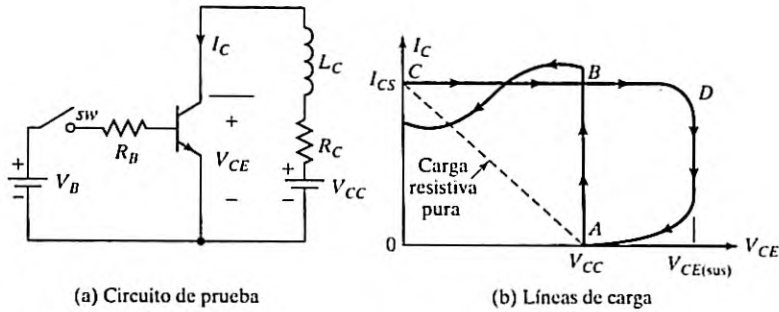 I_C
L_C
sw
R_B
V_B
+
−
+
V_CE
−
R_C
+
−
V_CC
(a) Circuito de prueba
I_C
I_CS
C
B
D
Carga
resistiva
pura
A
0
V_CC
V_CE(sus)
V_CE
(b) Líneas de carga